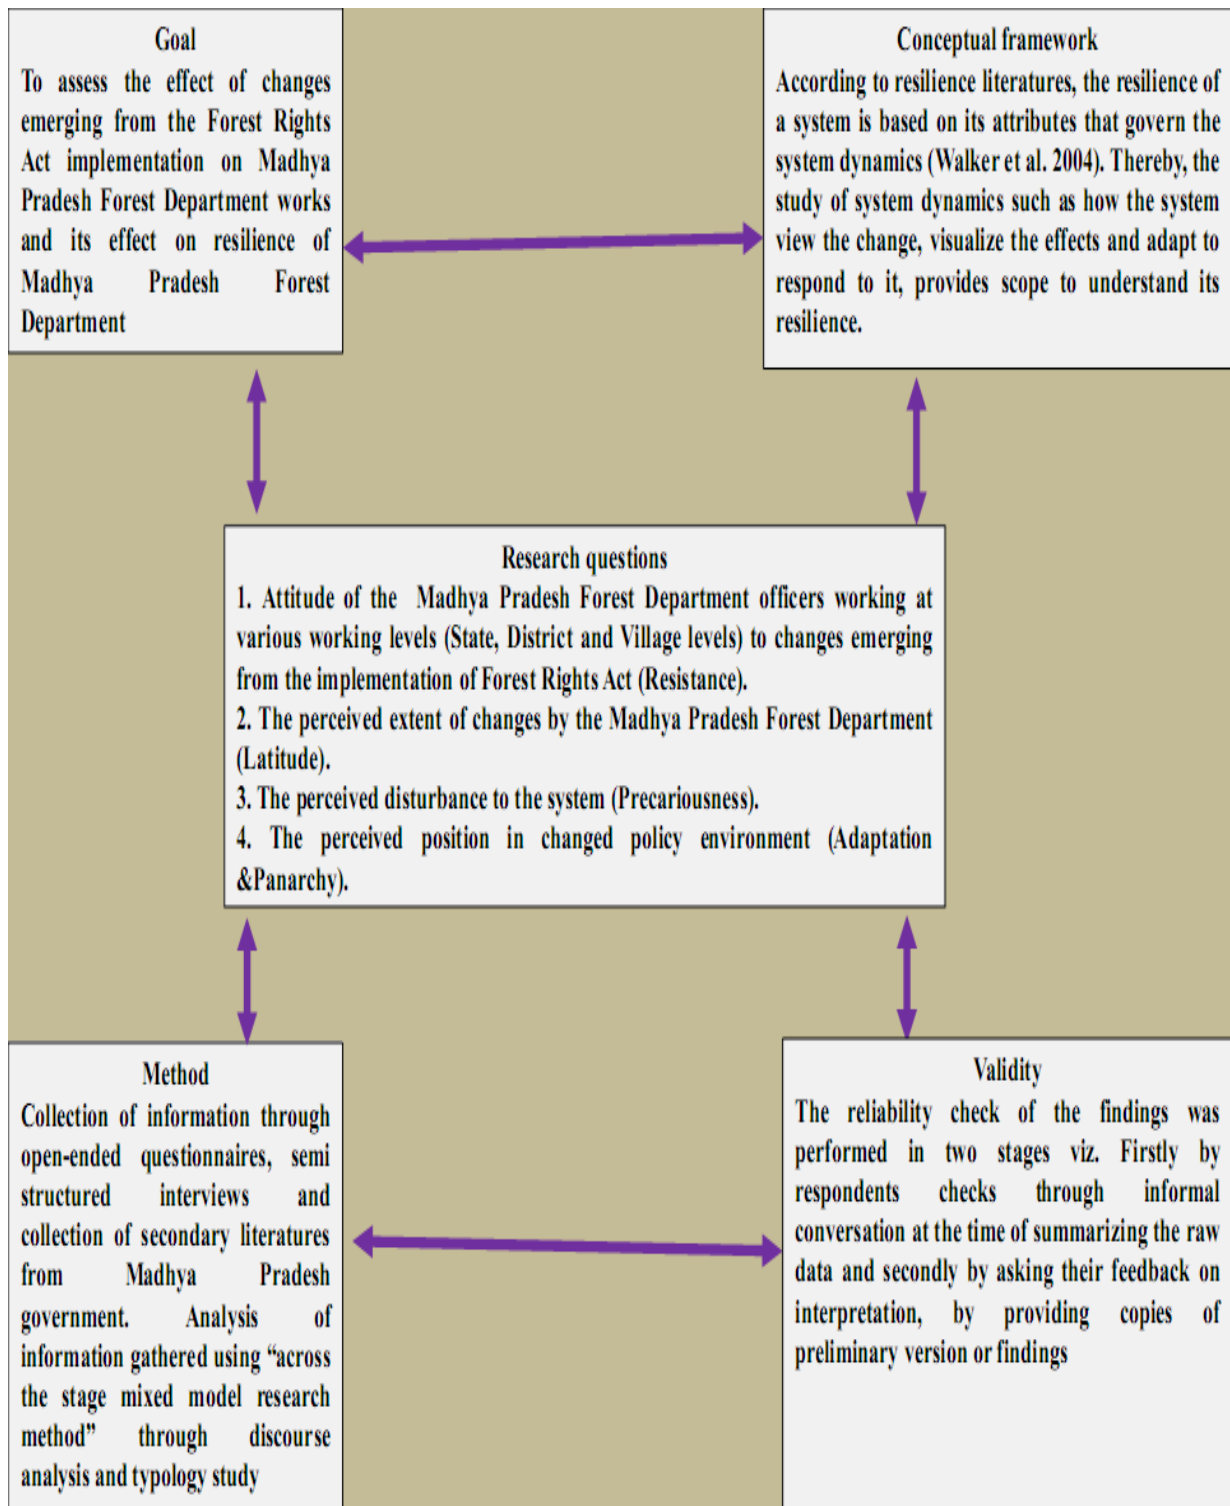 Goal
To assess the effect of changes
emerging from the Forest Rights
Act implementation on Madhya
Pradesh Forest Department works
and its effect on resilience of
Madhya Pradesh Forest
Department
Conceptual framework
According to resilience literatures, the resilience of
a system is based on its attributes that govern the
system dynamics (Walker et al. 2004). Thereby, the
study of system dynamics such as how the system
view the change, visualize the effects and adapt to
respond to it, provides scope to understand its
resilience.
Research questions
1. Attitude of the Madhya Pradesh Forest Department officers working at
various working levels (State, District and Village levels) to changes emerging
from the implementation of Forest Rights Act (Resistance).
2. The perceived extent of changes by the Madhya Pradesh Forest Department
(Latitude).
3. The perceived disturbance to the system (Precariousness).
4. The perceived position in changed policy environment (Adaptation
&Panarchy).
Method
Collection of information through
open-ended questionnaires, semi
structured interviews and
collection of secondary literatures
from Madhya Pradesh
government. Analysis of
information gathered using “across
the stage mixed model research
method” through discourse
analysis and typology study
Validity
The reliability check of the findings was
performed in two stages viz. Firstly by
respondents checks through informal
conversation at the time of summarizing the raw
data and secondly by asking their feedback on
interpretation, by providing copies of
preliminary version or findings